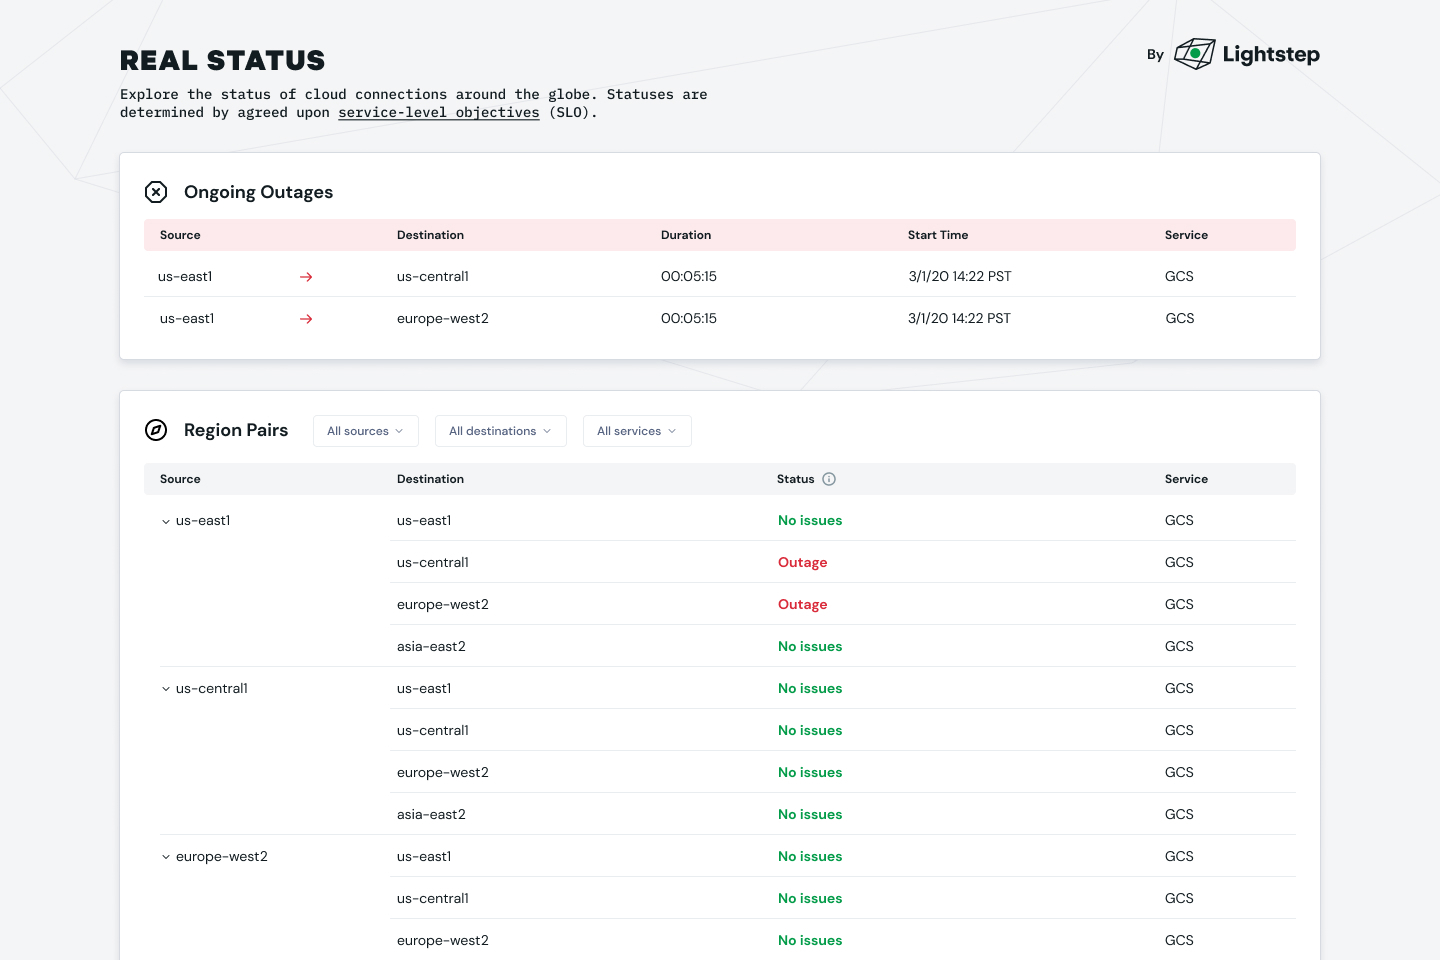 REAL STATUS
By Lightstep
Explore the status of cloud connections around the globe. Statuses are
determined by agreed upon service-level objectives (SLO).
Ongoing Outages
Source Destination Duration Start Time Service
us-east1 → us-central1 00:05:15 3/1/20 14:22 PST GCS
us-east1 → europe-west2 00:05:15 3/1/20 14:22 PST GCS
Region Pairs All sources All destinations All services
Source Destination Status Service
us-east1 us-east1 No issues GCS
us-central1 Outage GCS
europe-west2 Outage GCS
asia-east2 No issues GCS
us-central1 us-east1 No issues GCS
us-central1 No issues GCS
europe-west2 No issues GCS
asia-east2 No issues GCS
europe-west2 us-east1 No issues GCS
us-central1 No issues GCS
europe-west2 No issues GCS